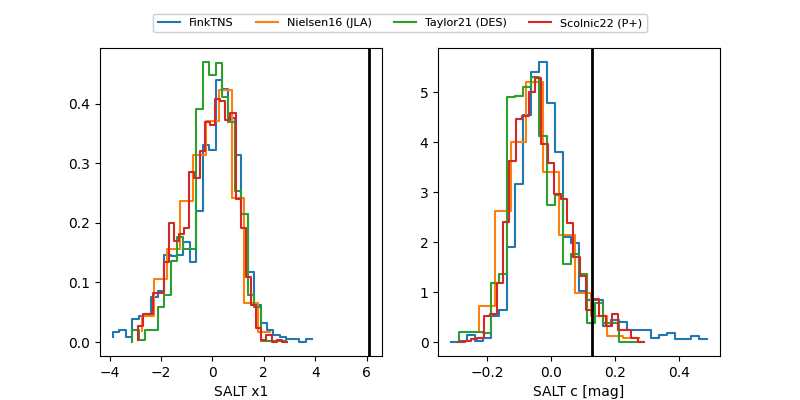 FinkTNS Nielsen16 (JLA) Taylor21 (DES) Scolnic22 (P+)
0.4
0.3
0.2
0.1
0.0
−4 −2 0 2 4 6
SALT x1
5
4
3
2
1
0
−0.2 0.0 0.2 0.4
SALT c [mag]